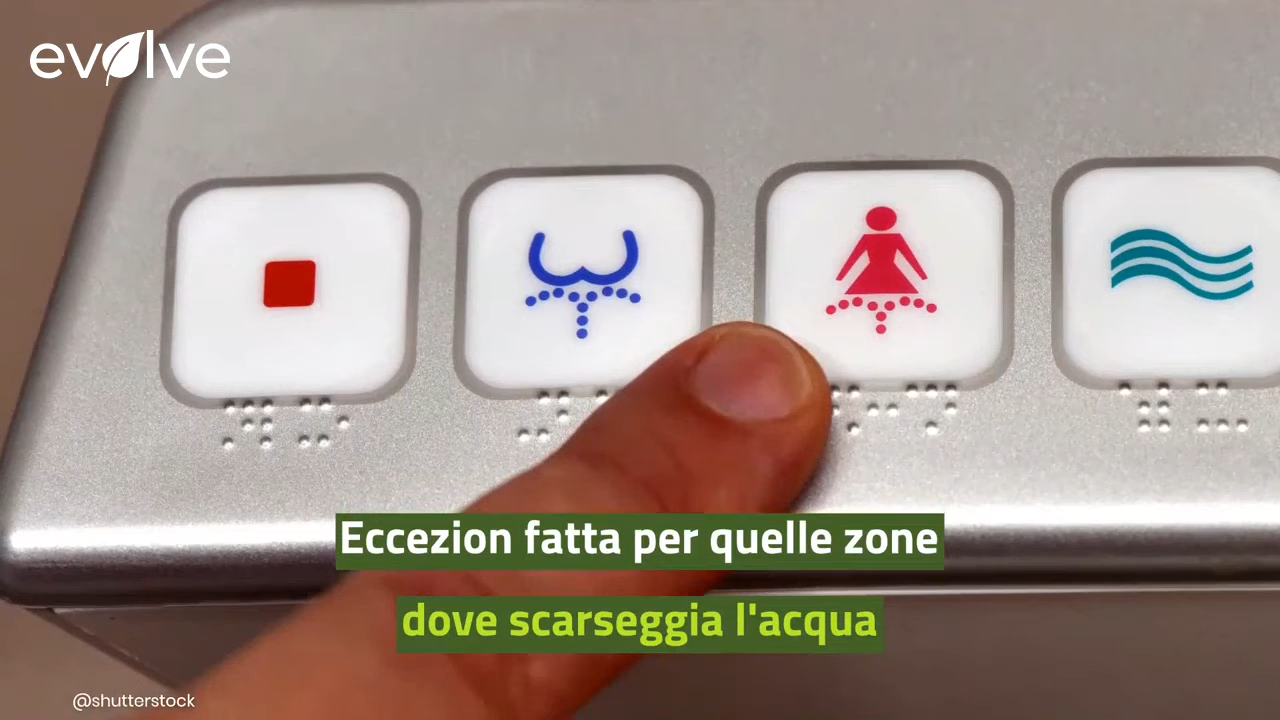 evolve
Eccezion fatta per quelle zone
dove scarseggia l'acqua
@shutterstock